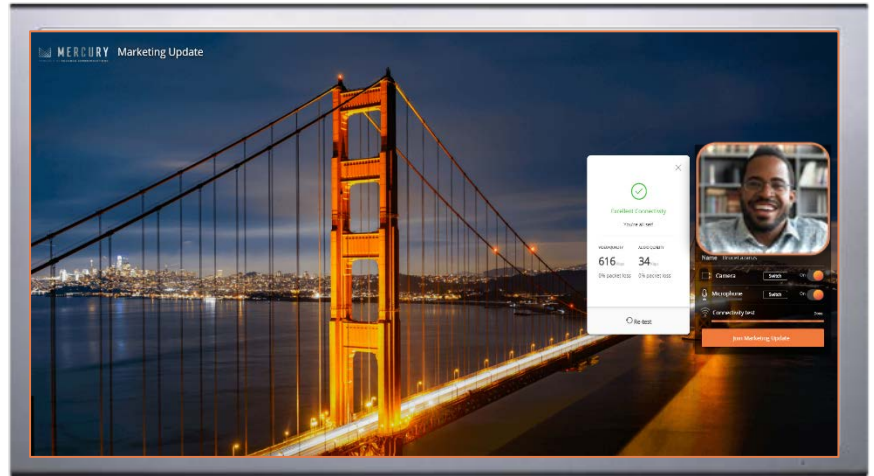 MERCURY Marketing Update
Excellent Connectivity
You're all set!
616 34
0% packet loss 0% packet loss
Re-test
Name
Camera Switch On
Microphone Switch On
Connectivity test
Join Marketing Update